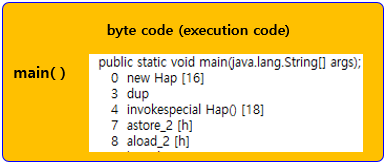 byte code (execution code)
main( )
public static void main(java.lang.String[] args);
0 new Hap [16]
3 dup
4 invokespecial Hap() [18]
7 astore_2 [h]
8 aload_2 [h]